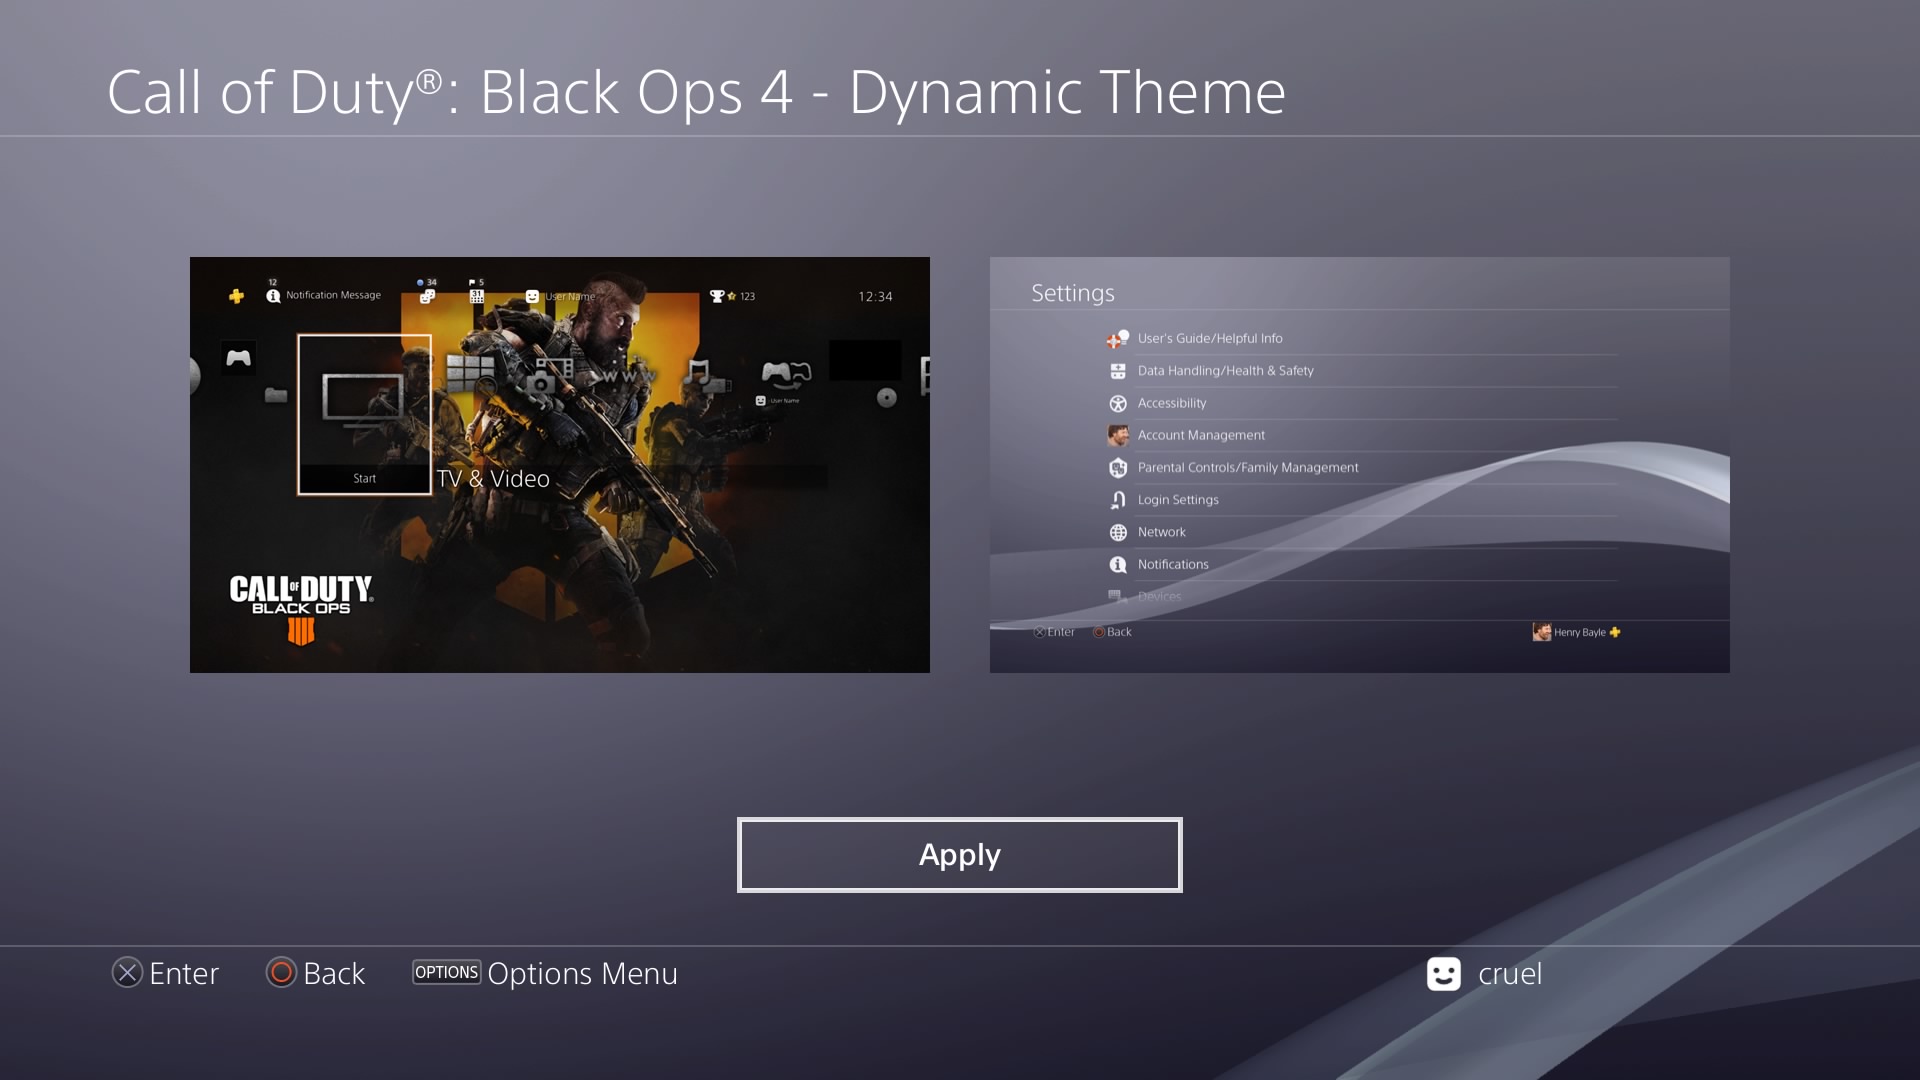 Call of Duty®: Black Ops 4 - Dynamic Theme
12
Notification Message
34
5
31
User Name
123
12:34
www
User Name
Start
TV & Video
CALL OF DUTY®
BLACK OPS
IIII
Settings
User's Guide/Helpful Info
Data Handling/Health & Safety
Accessibility
Account Management
Parental Controls/Family Management
Login Settings
Network
Notifications
Devices
Enter Back Henry Bayle
Apply
Enter Back OPTIONS Options Menu cruel